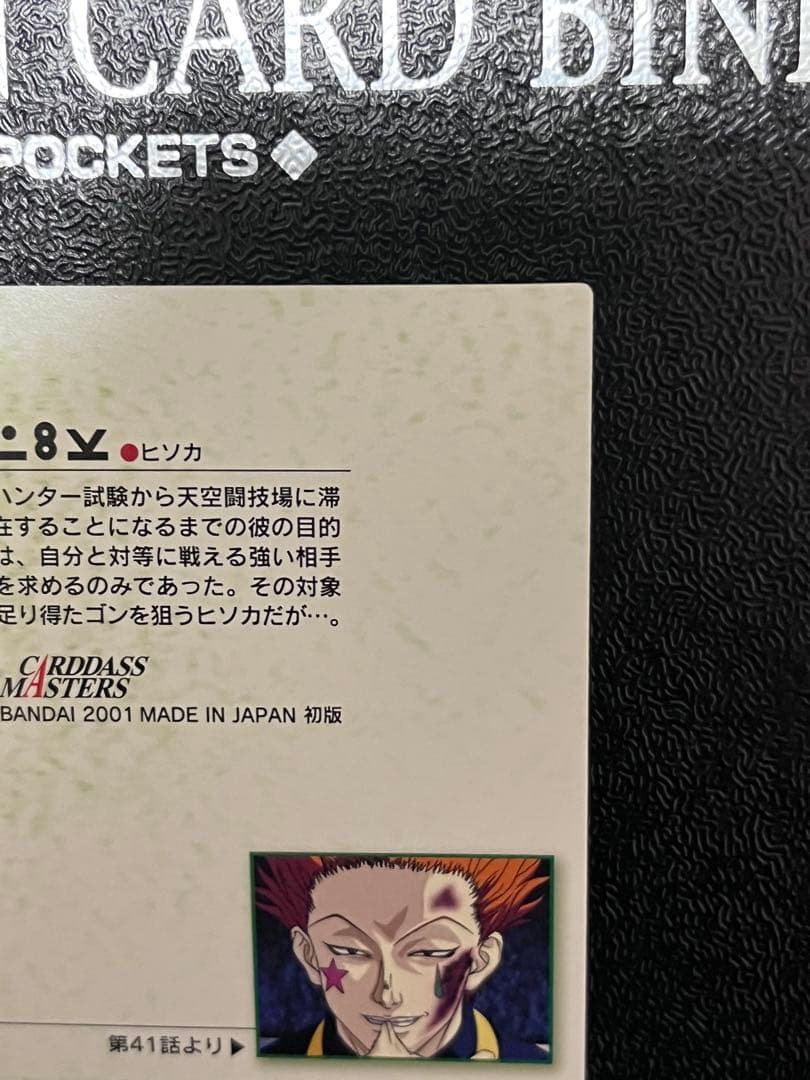 CARD BIN
POCKETS
●ヒソカ
ハンター試験から天空闘技場に滞
在することになるまでの彼の目的
は、自分と対等に戦える強い相手
を求めるのみであった。その対象
足り得たゴンを狙うヒソカだが…。
CARDDASS
MASTERS
BANDAI 2001 MADE IN JAPAN 初版
第41話より▶